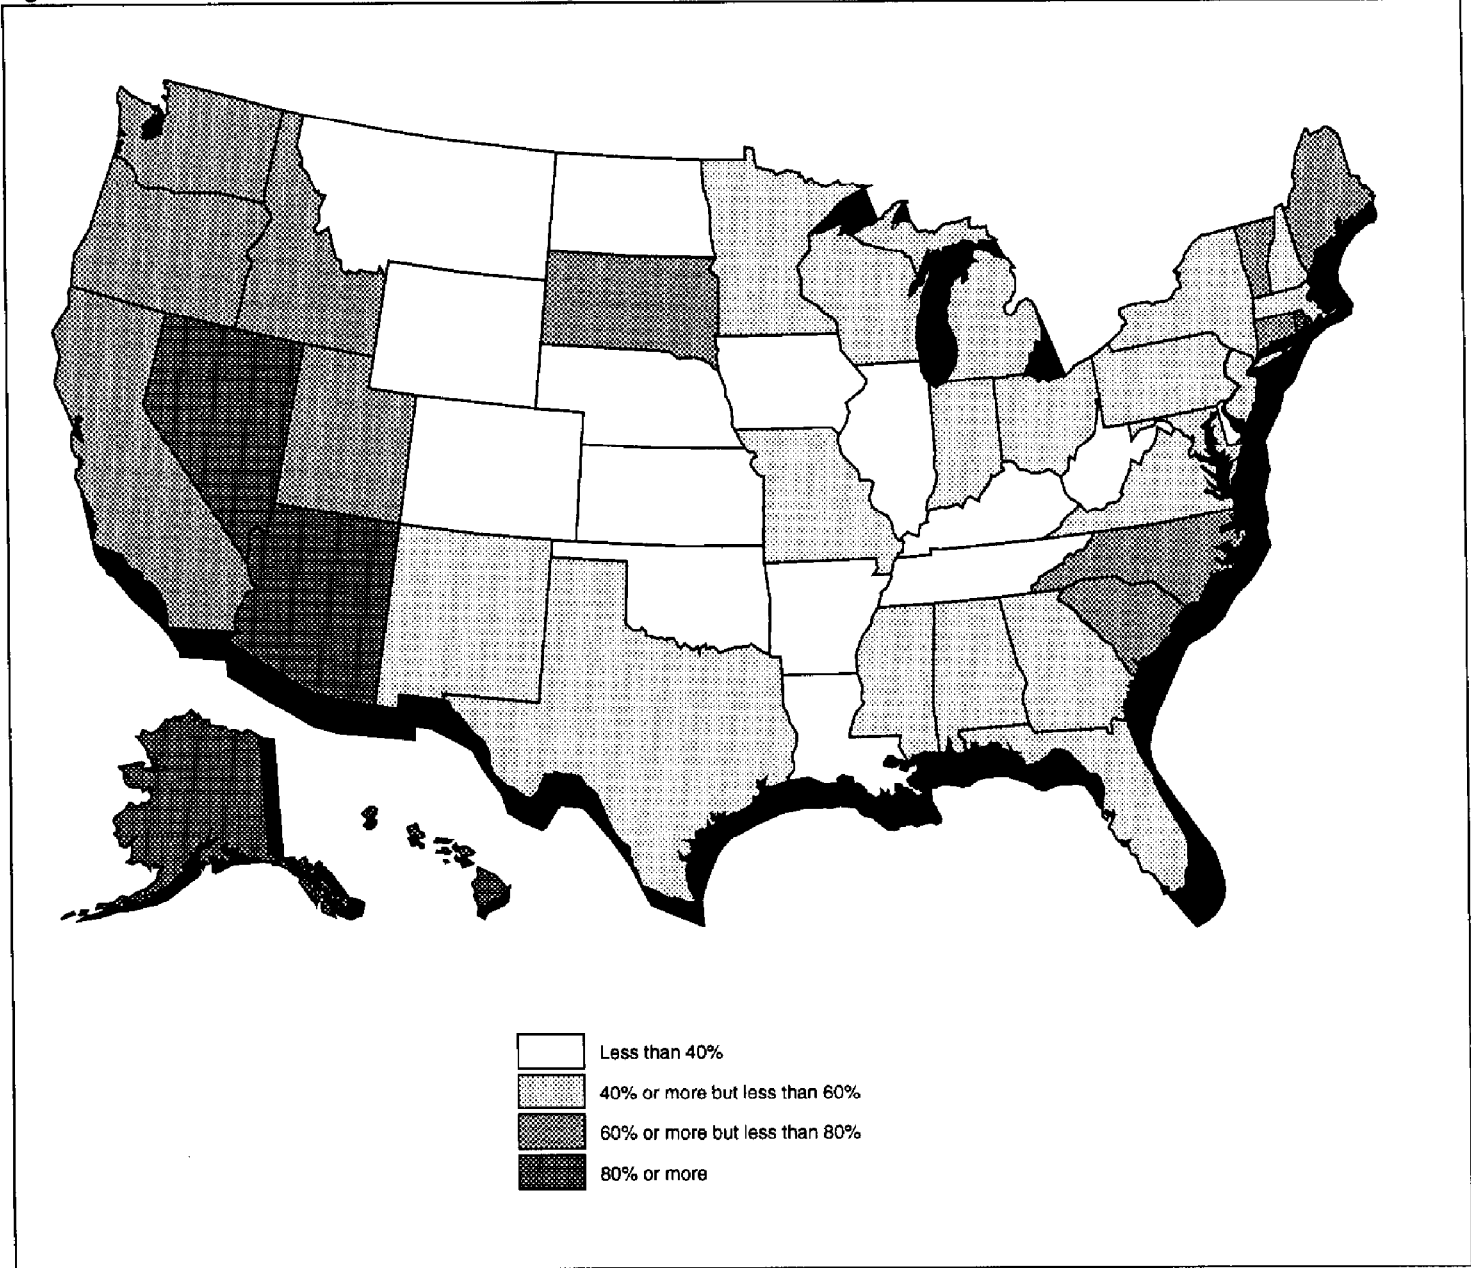 Less than 40%
40% or more but less than 60%
60% or more but less than 80%
80% or more